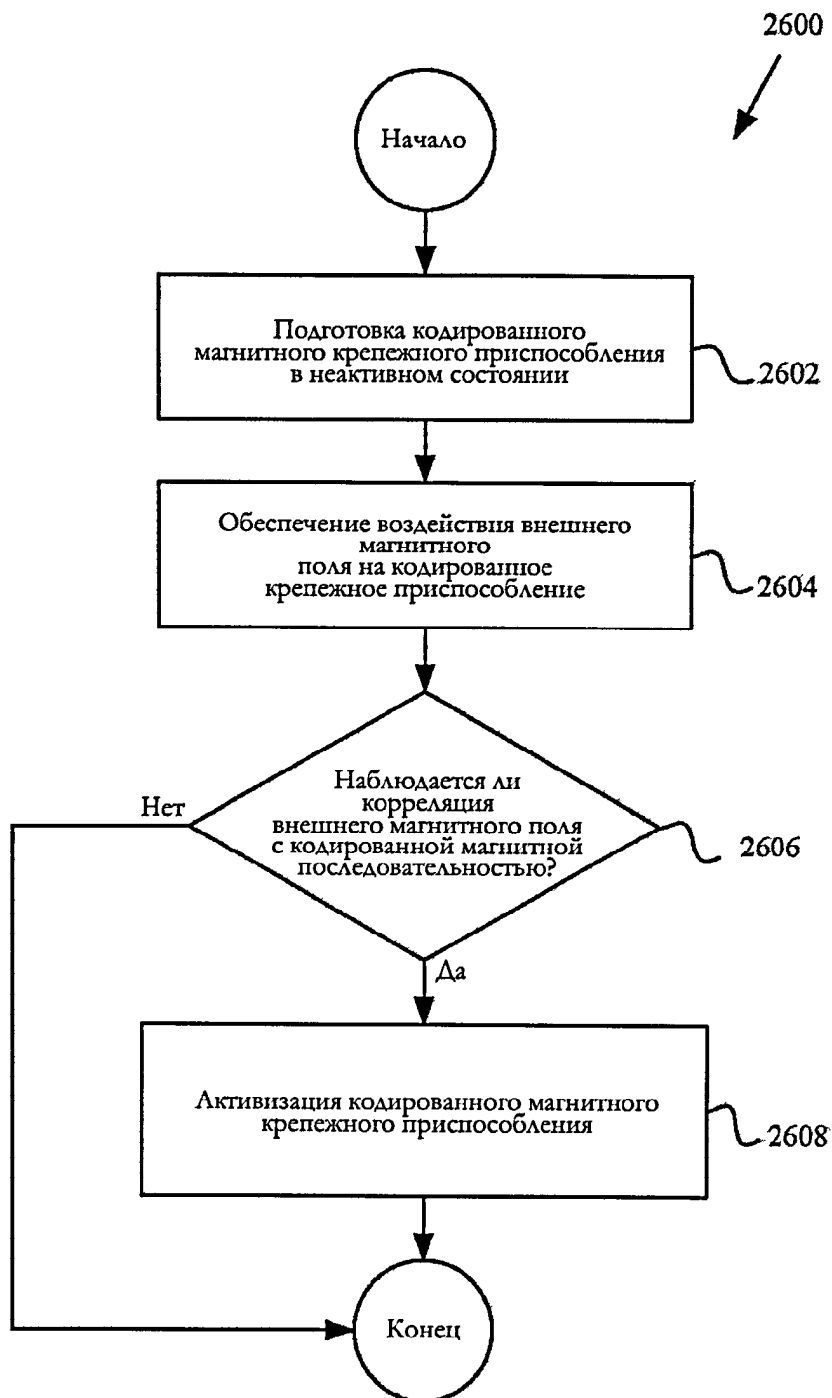 2600
Начало
Подготовка кодированного
магнитного крепежного приспособления
в неактивном состоянии
2602
Обеспечение воздействия внешнего
магнитного
поля на кодированное
крепежное приспособление
2604
Наблюдается ли
корреляция
внешнего магнитного поля
с кодированной магнитной
последовательностью?
Нет
2606
Да
Активизация кодированного магнитного
крепежного приспособления
2608
Конец